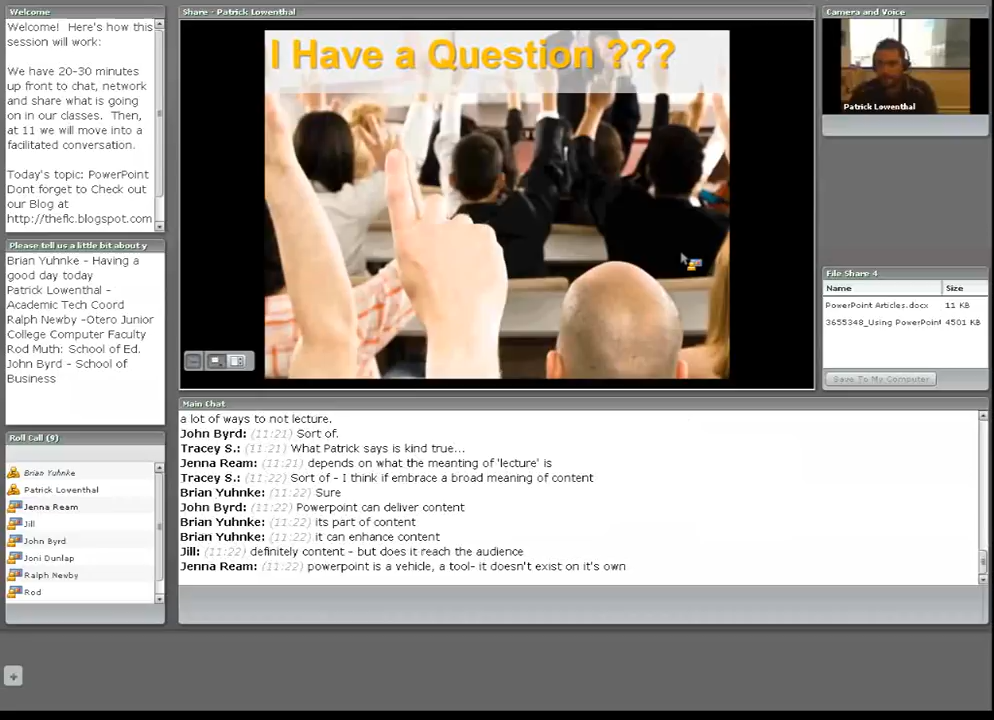 Welcome
Welcome! Here's how this
session will work:
We have 20-30 minutes
up front to chat, network
and share what is going
on in our classes. Then,
at 11 we will move into a
facilitated conversation.
Today's topic: PowerPoint
Dont forget to Check out
our Blog at
http://theflc.blogspot.com
Please tell us a little bit about y
Brian Yuhnke - Having a
good day today
Patrick Lowenthal -
Academic Tech Coord
Ralph Newby -Otero Junior
College Computer Faculty
Rod Muth: School of Ed.
John Byrd - School of
Business
Roll Call (9)
Brian Yuhnke
Patrick Lowenthal
Jenna Ream
Jill
John Byrd
Joni Dunlap
Ralph Newby
Rod
Share - Patrick Lowenthal
I Have a Question ???
Main Chat
a lot of ways to not lecture.
John Byrd: (11:21) Sort of.
Tracey S.: (11:21) What Patrick says is kind true...
Jenna Ream: (11:21) depends on what the meanting of 'lecture' is
Tracey S.: (11:22) Sort of - I think if embrace a broad meaning of content
Brian Yuhnke: (11:22) Sure
John Byrd: (11:22) Powerpoint can deliver content
Brian Yuhnke: (11:22) its part of content
Brian Yuhnke: (11:22) it can enhance content
Jill: (11:22) definitely content - but does it reach the audience
Jenna Ream: (11:22) powerpoint is a vehicle, a tool- it doesn't exist on it's own
Camera and Voice
Patrick Lowenthal
File Share 4
Name Size
PowerPoint Articles.docx 11 KB
3655348_Using PowerPoint 4501 KB
Save To My Computer